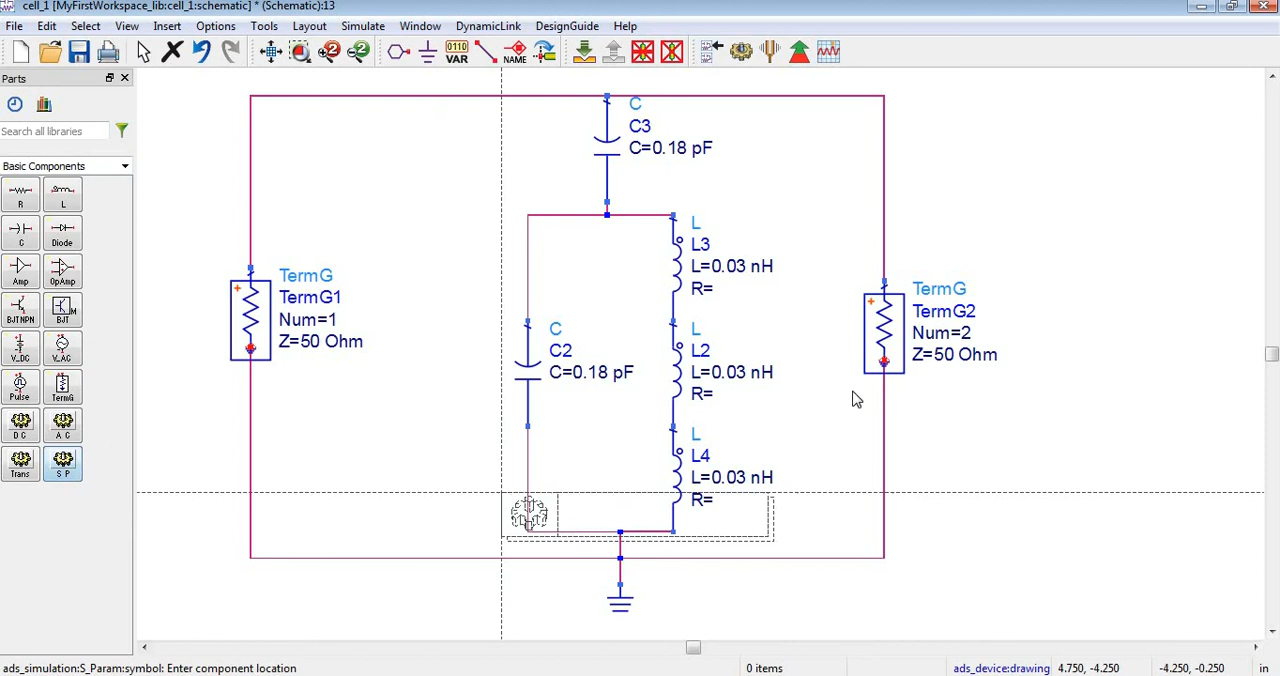 cell_1 [MyFirstWorkspace_lib:cell_1:schematic] * (Schematic):13
File Edit Select View Insert Options Tools Layout Simulate Window DynamicLink DesignGuide Help
0110
VAR
NAME
Parts
Search all libraries
Basic Components
R L
C Diode
Amp OpAmp
BJTNPN BJT
V_DC V_AC
Pulse TermG
D C A C
Trans S P
C
C3
C=0.18 pF
L
L3
L=0.03 nH
R=
TermG
TermG1
Num=1
Z=50 Ohm
TermG
TermG2
Num=2
Z=50 Ohm
C
C2
C=0.18 pF
L
L2
L=0.03 nH
R=
L
L4
L=0.03 nH
R=
ads_simulation:S_Param:symbol: Enter component location
0 items
ads_device:drawing
4.750, -4.250
-4.250, -0.250
in